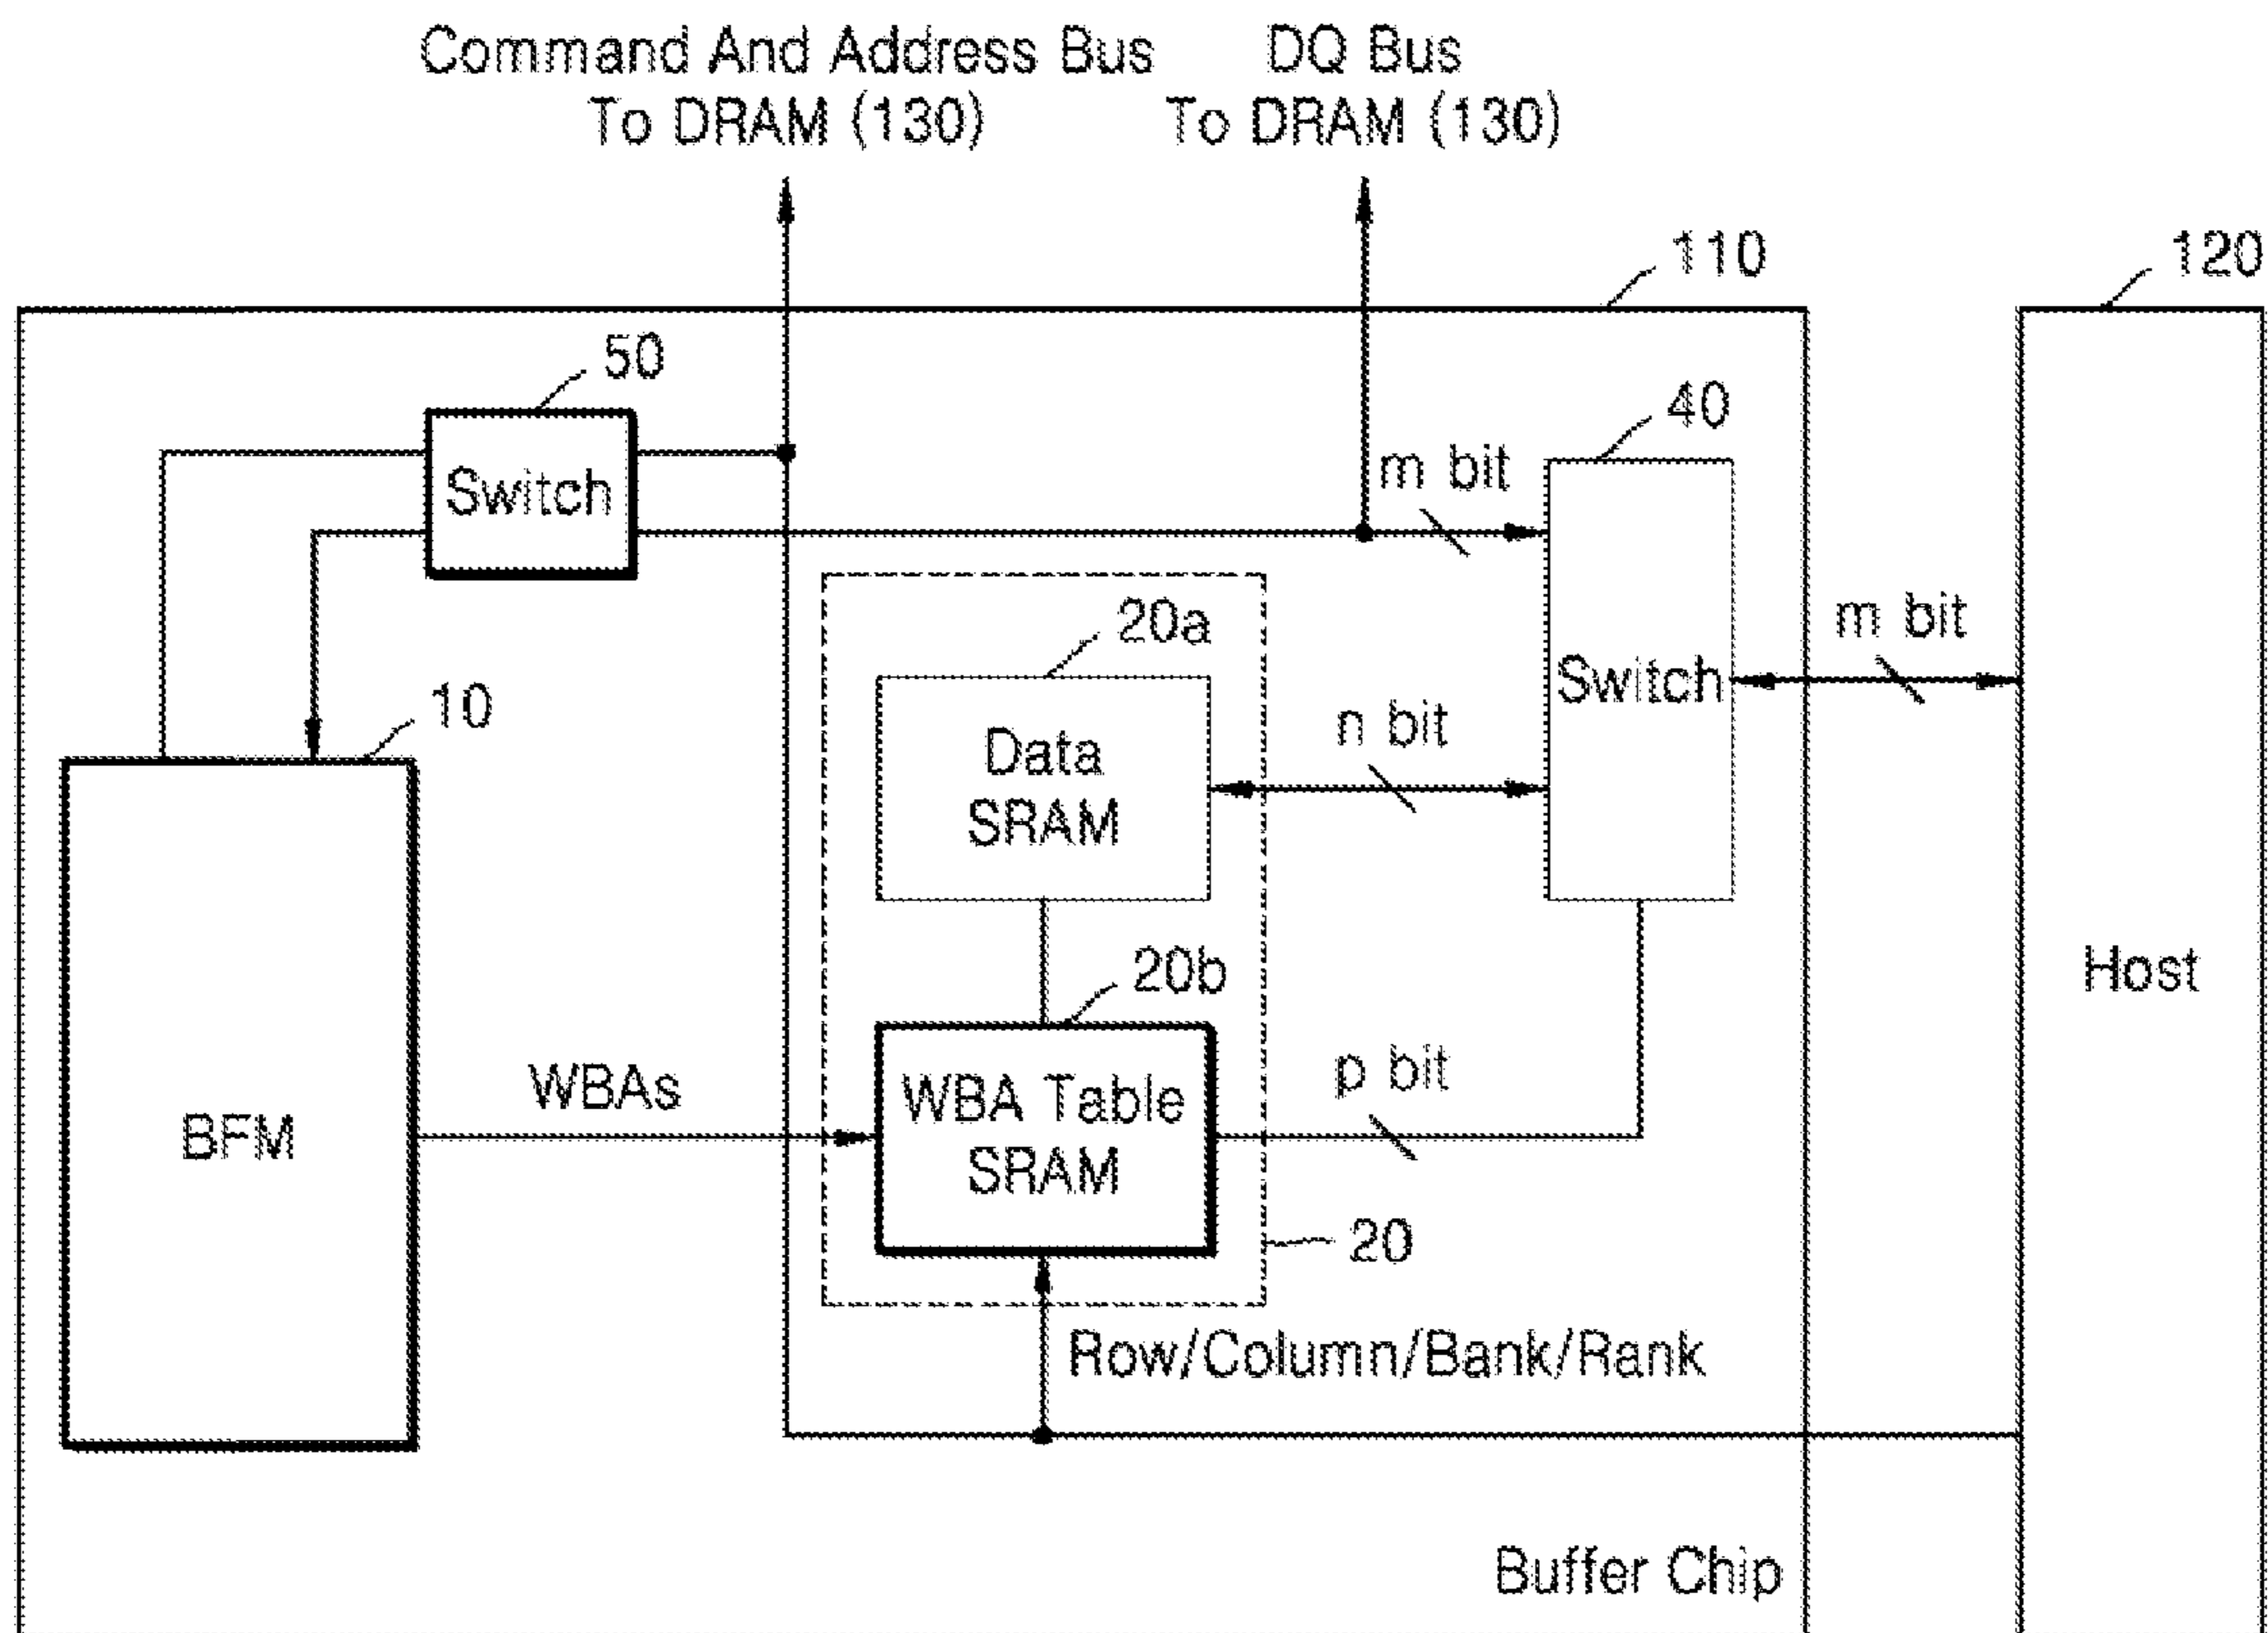 Command And Address Bus
To DRAM (130)
DQ Bus
To DRAM (130)
110
120
50
Switch
40
m bit
Switch
m bit
20a
Data
SRAM
n bit
10
BFM
WBAs
20b
WBA Table
SRAM
p bit
Host
20
Row/Column/Bank/Rank
Buffer Chip